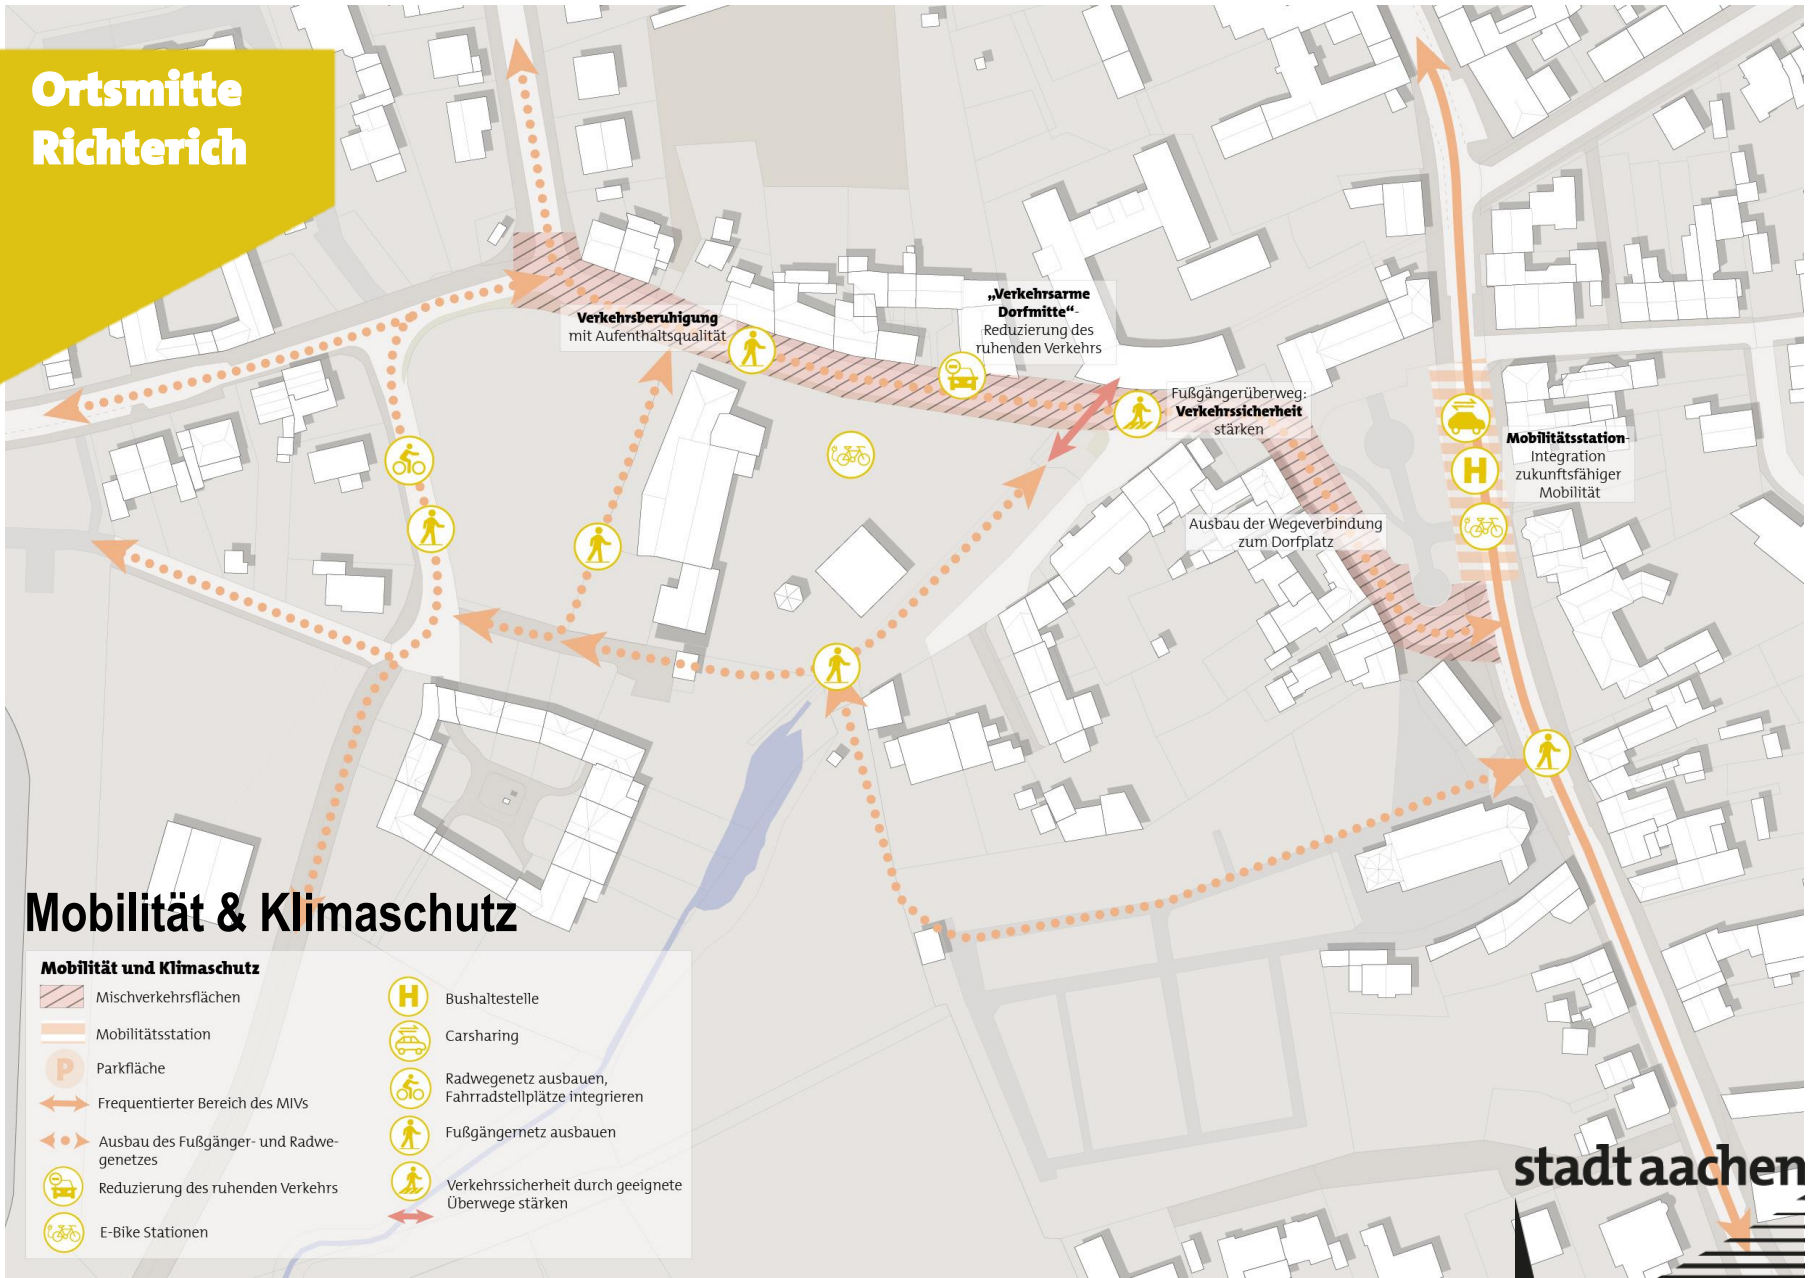 Ortsmitte
Richterich
Verkehrsberuhigung
mit Aufenthaltsqualität
„Verkehrsarme
Dorfmitte“-
Reduzierung des
ruhenden Verkehrs
Fußgängerüberweg:
Verkehrssicherheit
stärken
Mobilitätsstation-
Integration
zukunftsfähiger
Mobilität
H
Ausbau der Wegeverbindung
zum Dorfplatz
Mobilität & Klimaschutz
Mobilität und Klimaschutz
Mischverkehrsflächen
Mobilitätsstation
P
Parkfläche
Frequentierter Bereich des MIVs
Ausbau des Fußgänger- und Radwe-
genetzes
Reduzierung des ruhenden Verkehrs
E-Bike Stationen
H
Bushaltestelle
Carsharing
Radwegenetz ausbauen,
Fahrradstellplätze integrieren
Fußgängernetz ausbauen
Verkehrssicherheit durch geeignete
Überwege stärken
stadt aachen